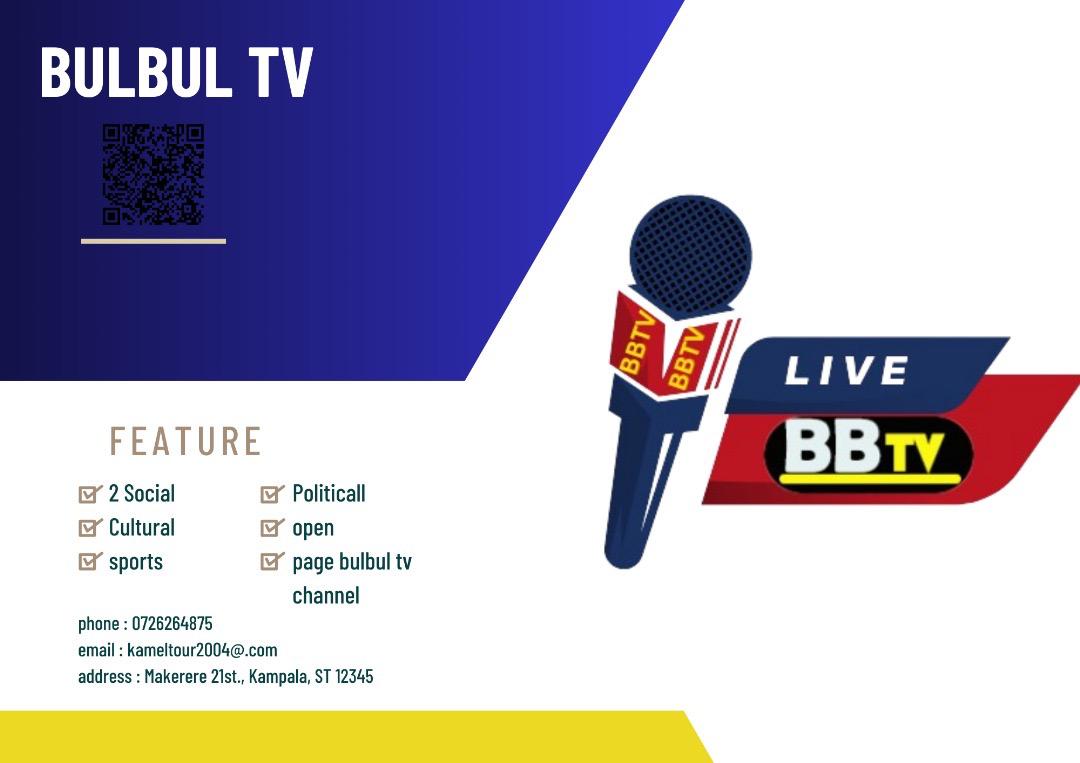 BULBUL TV
BBTV
BBTV
LIVE
BBTV
FEATURE
2 Social
Cultural
sports
Politicall
open
page bulbul tv
channel
phone : 0726264875
email : kameltour2004@.com
address : Makerere 21st., Kampala, ST 12345